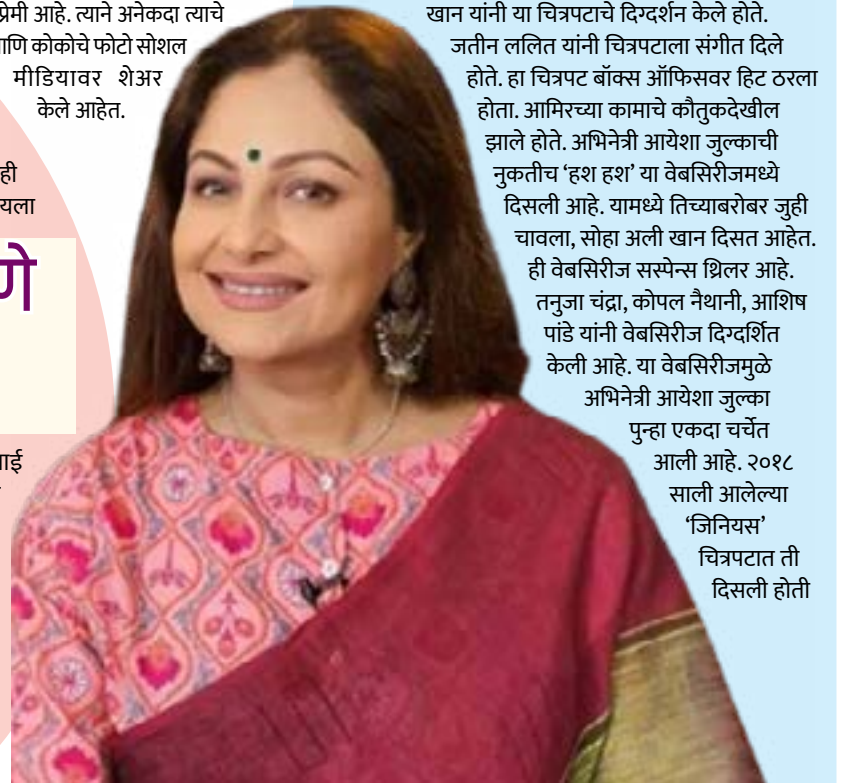 प्रेमी आहे. त्याने अनेकदा त्याचे
आणि कोकोचे फोटो सोशल
मीडियावर शेअर
केले आहेत.
ही
खान यांनी या चित्रपटाचे दिग्दर्शन केले होते.
जतीन ललित यांनी चित्रपटाला संगीत दिले
होते. हा चित्रपट बॉक्स ऑफिसवर हिट ठरला
होता. आमिरच्या कामाचे कौतुकदेखील
झाले होते. अभिनेत्री आयेशा जुल्काची
नुकतीच ‘हश हश’ या वेबसिरीजमध्ये
दिसली आहे. यामध्ये तिच्याबरोबर जुही
चावला, सोहा अली खान दिसत आहेत.
ही वेबसिरीज सस्पेन्स थ्रिलर आहे.
तनुजा चंद्रा, कोपल नैथानी, आशिष
पांडे यांनी वेबसिरीज दिग्दर्शित
केली आहे. या वेबसिरीजमुळे
अभिनेत्री आयेशा जुल्का
पुन्हा एकदा चर्चेत
आली आहे. २०१८
साली आलेल्या
‘जिनियस’
चित्रपटात ती
दिसली होती